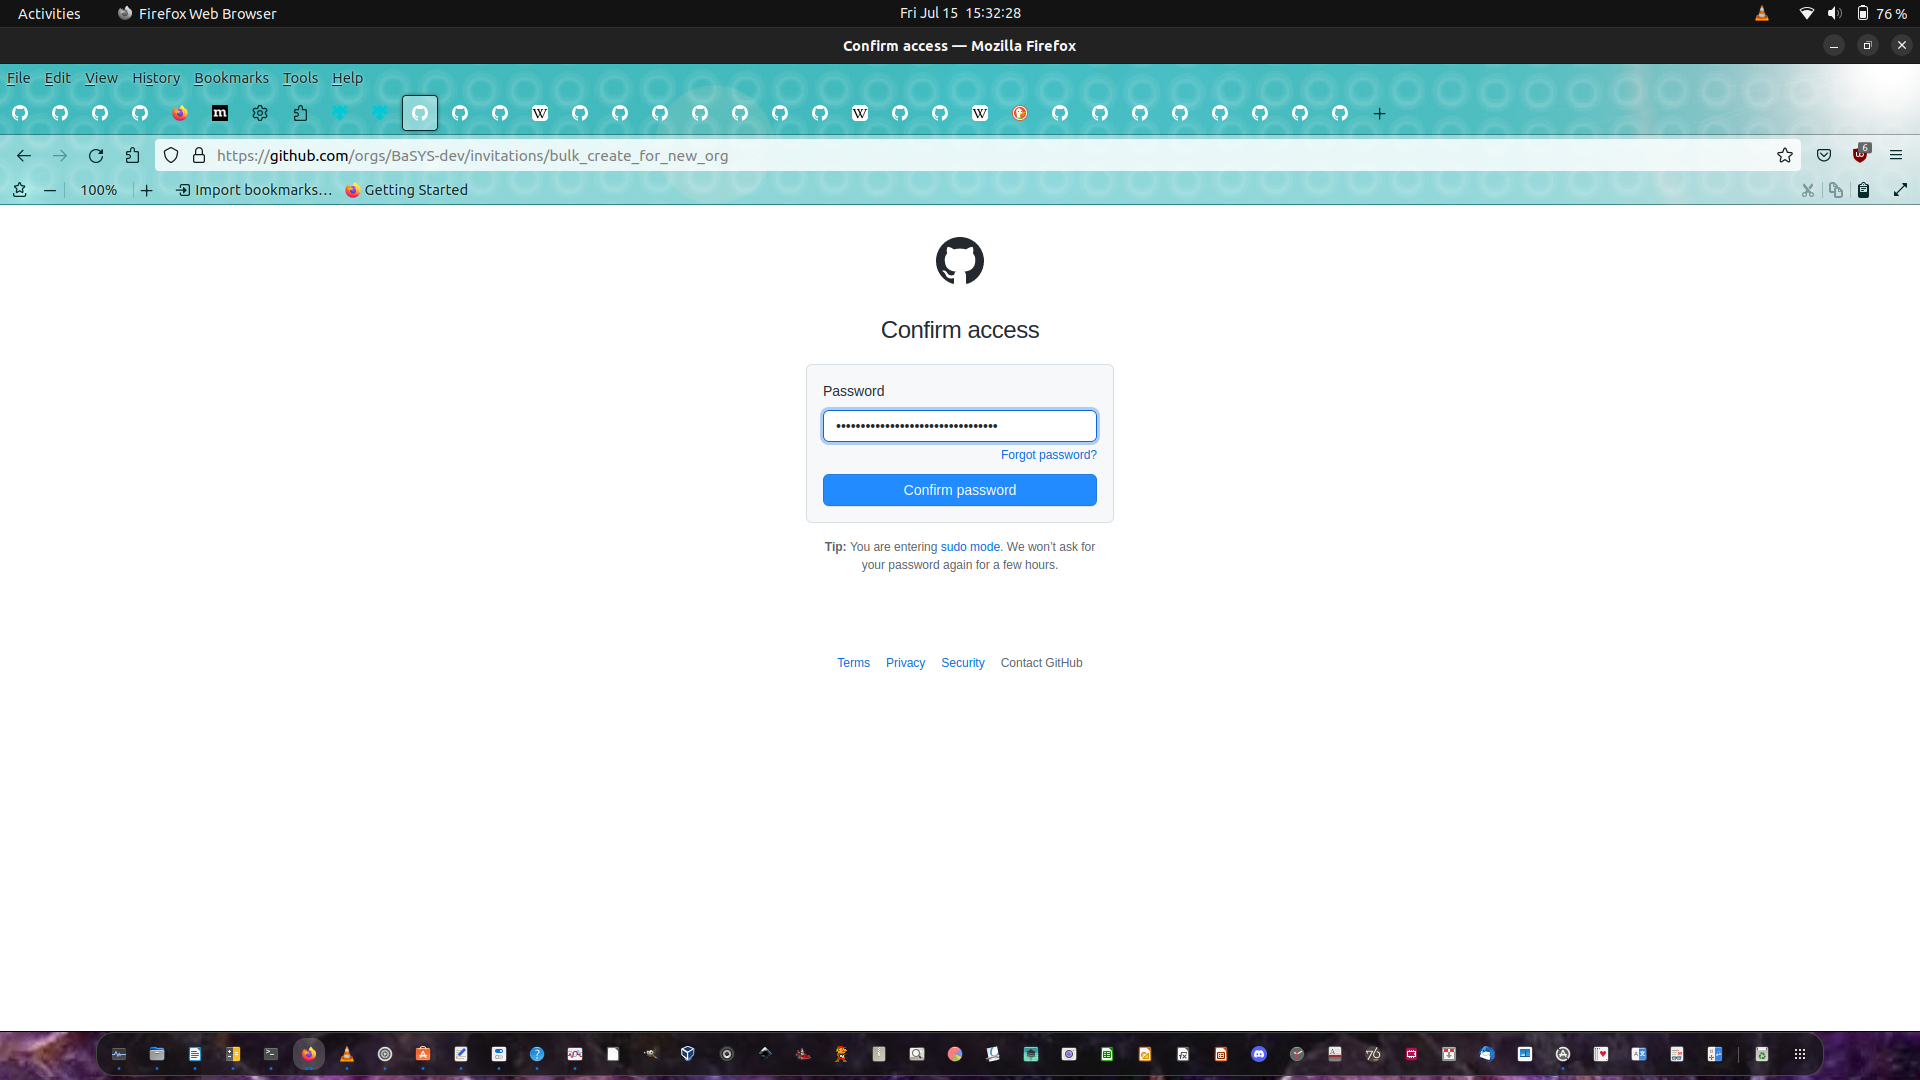 Activities
Firefox Web Browser
Fri Jul 15 15:32:28
76 %
Confirm access — Mozilla Firefox
File Edit View History Bookmarks Tools Help
https://github.com/orgs/BaSYS-dev/invitations/bulk_create_for_new_org
6
100%
Import bookmarks…
Getting Started
Confirm access
Password
••••••••••••••••••••••••••••••••
Forgot password?
Confirm password
Tip: You are entering sudo mode. We won't ask for
your password again for a few hours.
Terms Privacy Security Contact GitHub